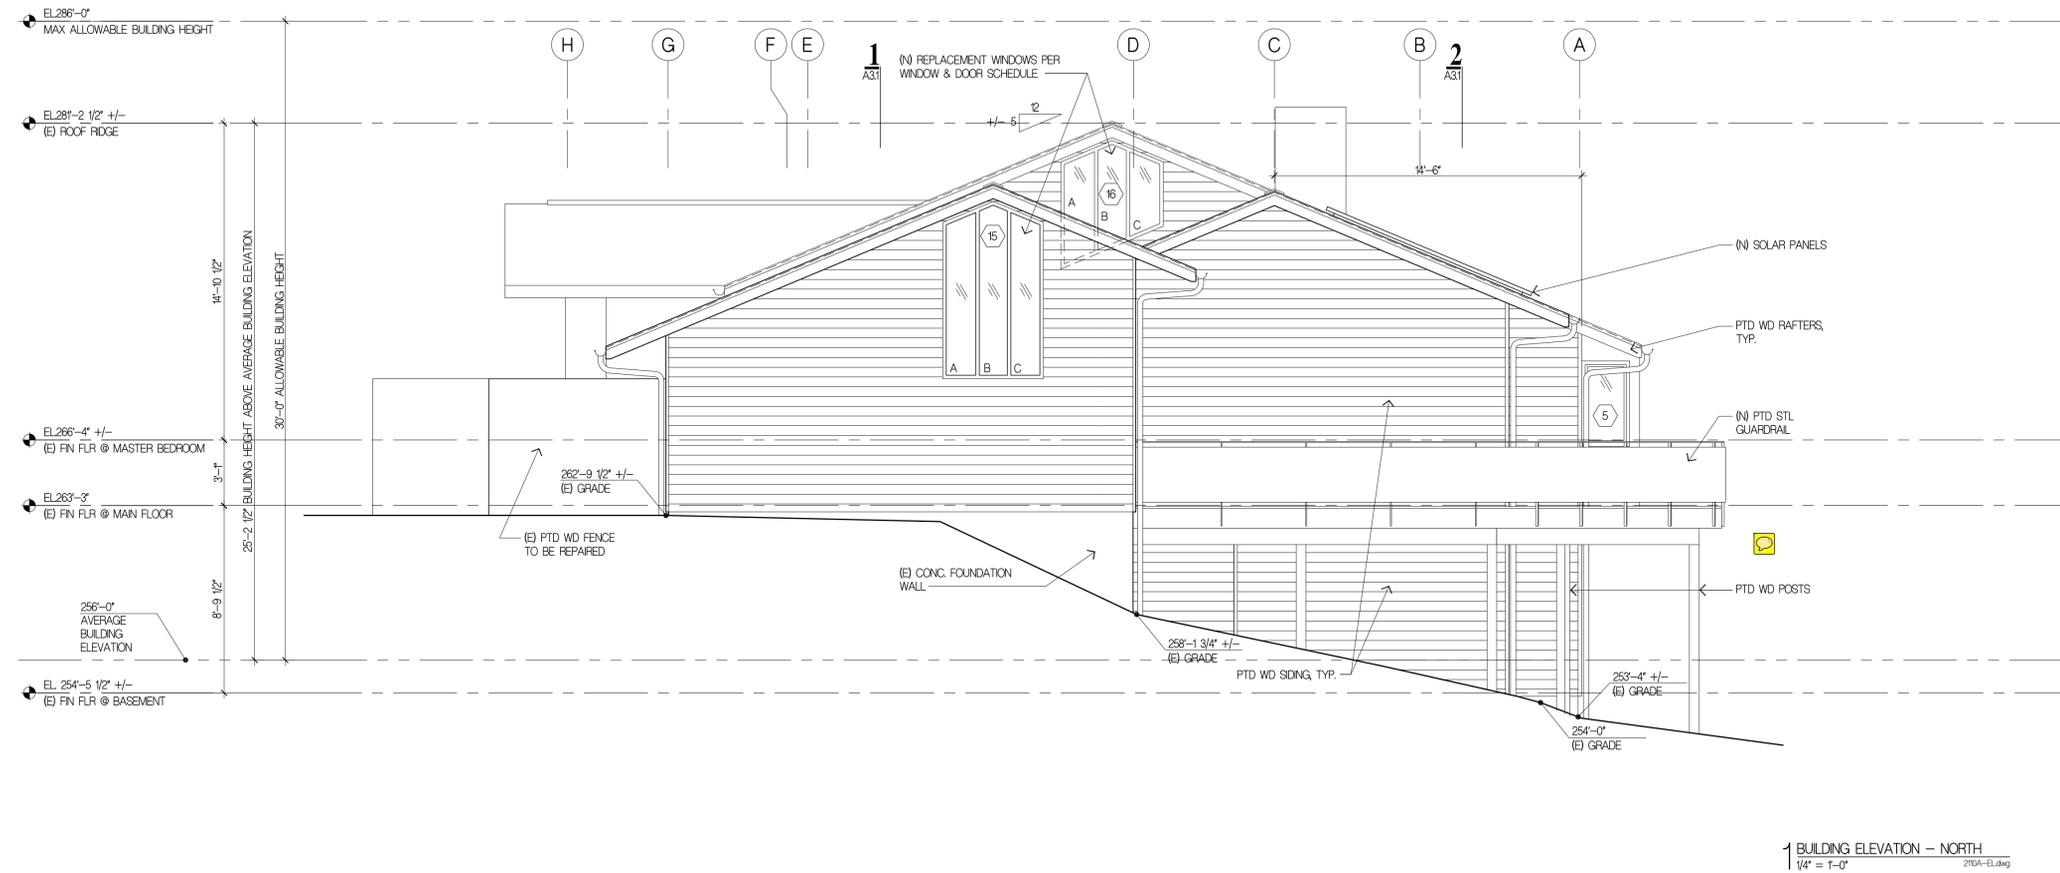 EL286'-0"
MAX ALLOWABLE BUILDING HEIGHT
H
G
F
E
D
C
B
A
1
A3.1
2
A3.1
(N) REPLACEMENT WINDOWS PER
WINDOW & DOOR SCHEDULE
12
+/- 5
EL281'-2 1/2" +/-
(E) ROOF RIDGE
14'-6"
16
A
B
C
15
A
B
C
(N) SOLAR PANELS
PTD WD RAFTERS,
TYP.
5
(N) PTD STL
GUARDRAIL
14'-10 1/2"
25'-2 1/2" BUILDING HEIGHT ABOVE AVERAGE BUILDING ELEVATION
30'-0" ALLOWABLE BUILDING HEIGHT
EL266'-4" +/-
(E) FIN FLR @ MASTER BEDROOM
3'-1"
262'-9 1/2" +/-
(E) GRADE
EL263'-3"
(E) FIN FLR @ MAIN FLOOR
(E) PTD WD FENCE
TO BE REPAIRED
(E) CONC. FOUNDATION
WALL
8'-9 1/2"
PTD WD POSTS
256'-0"
AVERAGE
BUILDING
ELEVATION
258'-1 3/4" +/-
(E) GRADE
PTD WD SIDING, TYP.
253'-4" +/-
(E) GRADE
EL. 254'-5 1/2" +/-
(E) FIN FLR @ BASEMENT
254'-0"
(E) GRADE
1
BUILDING ELEVATION - NORTH
1/4" = 1'-0"
2110A-EL.dwg